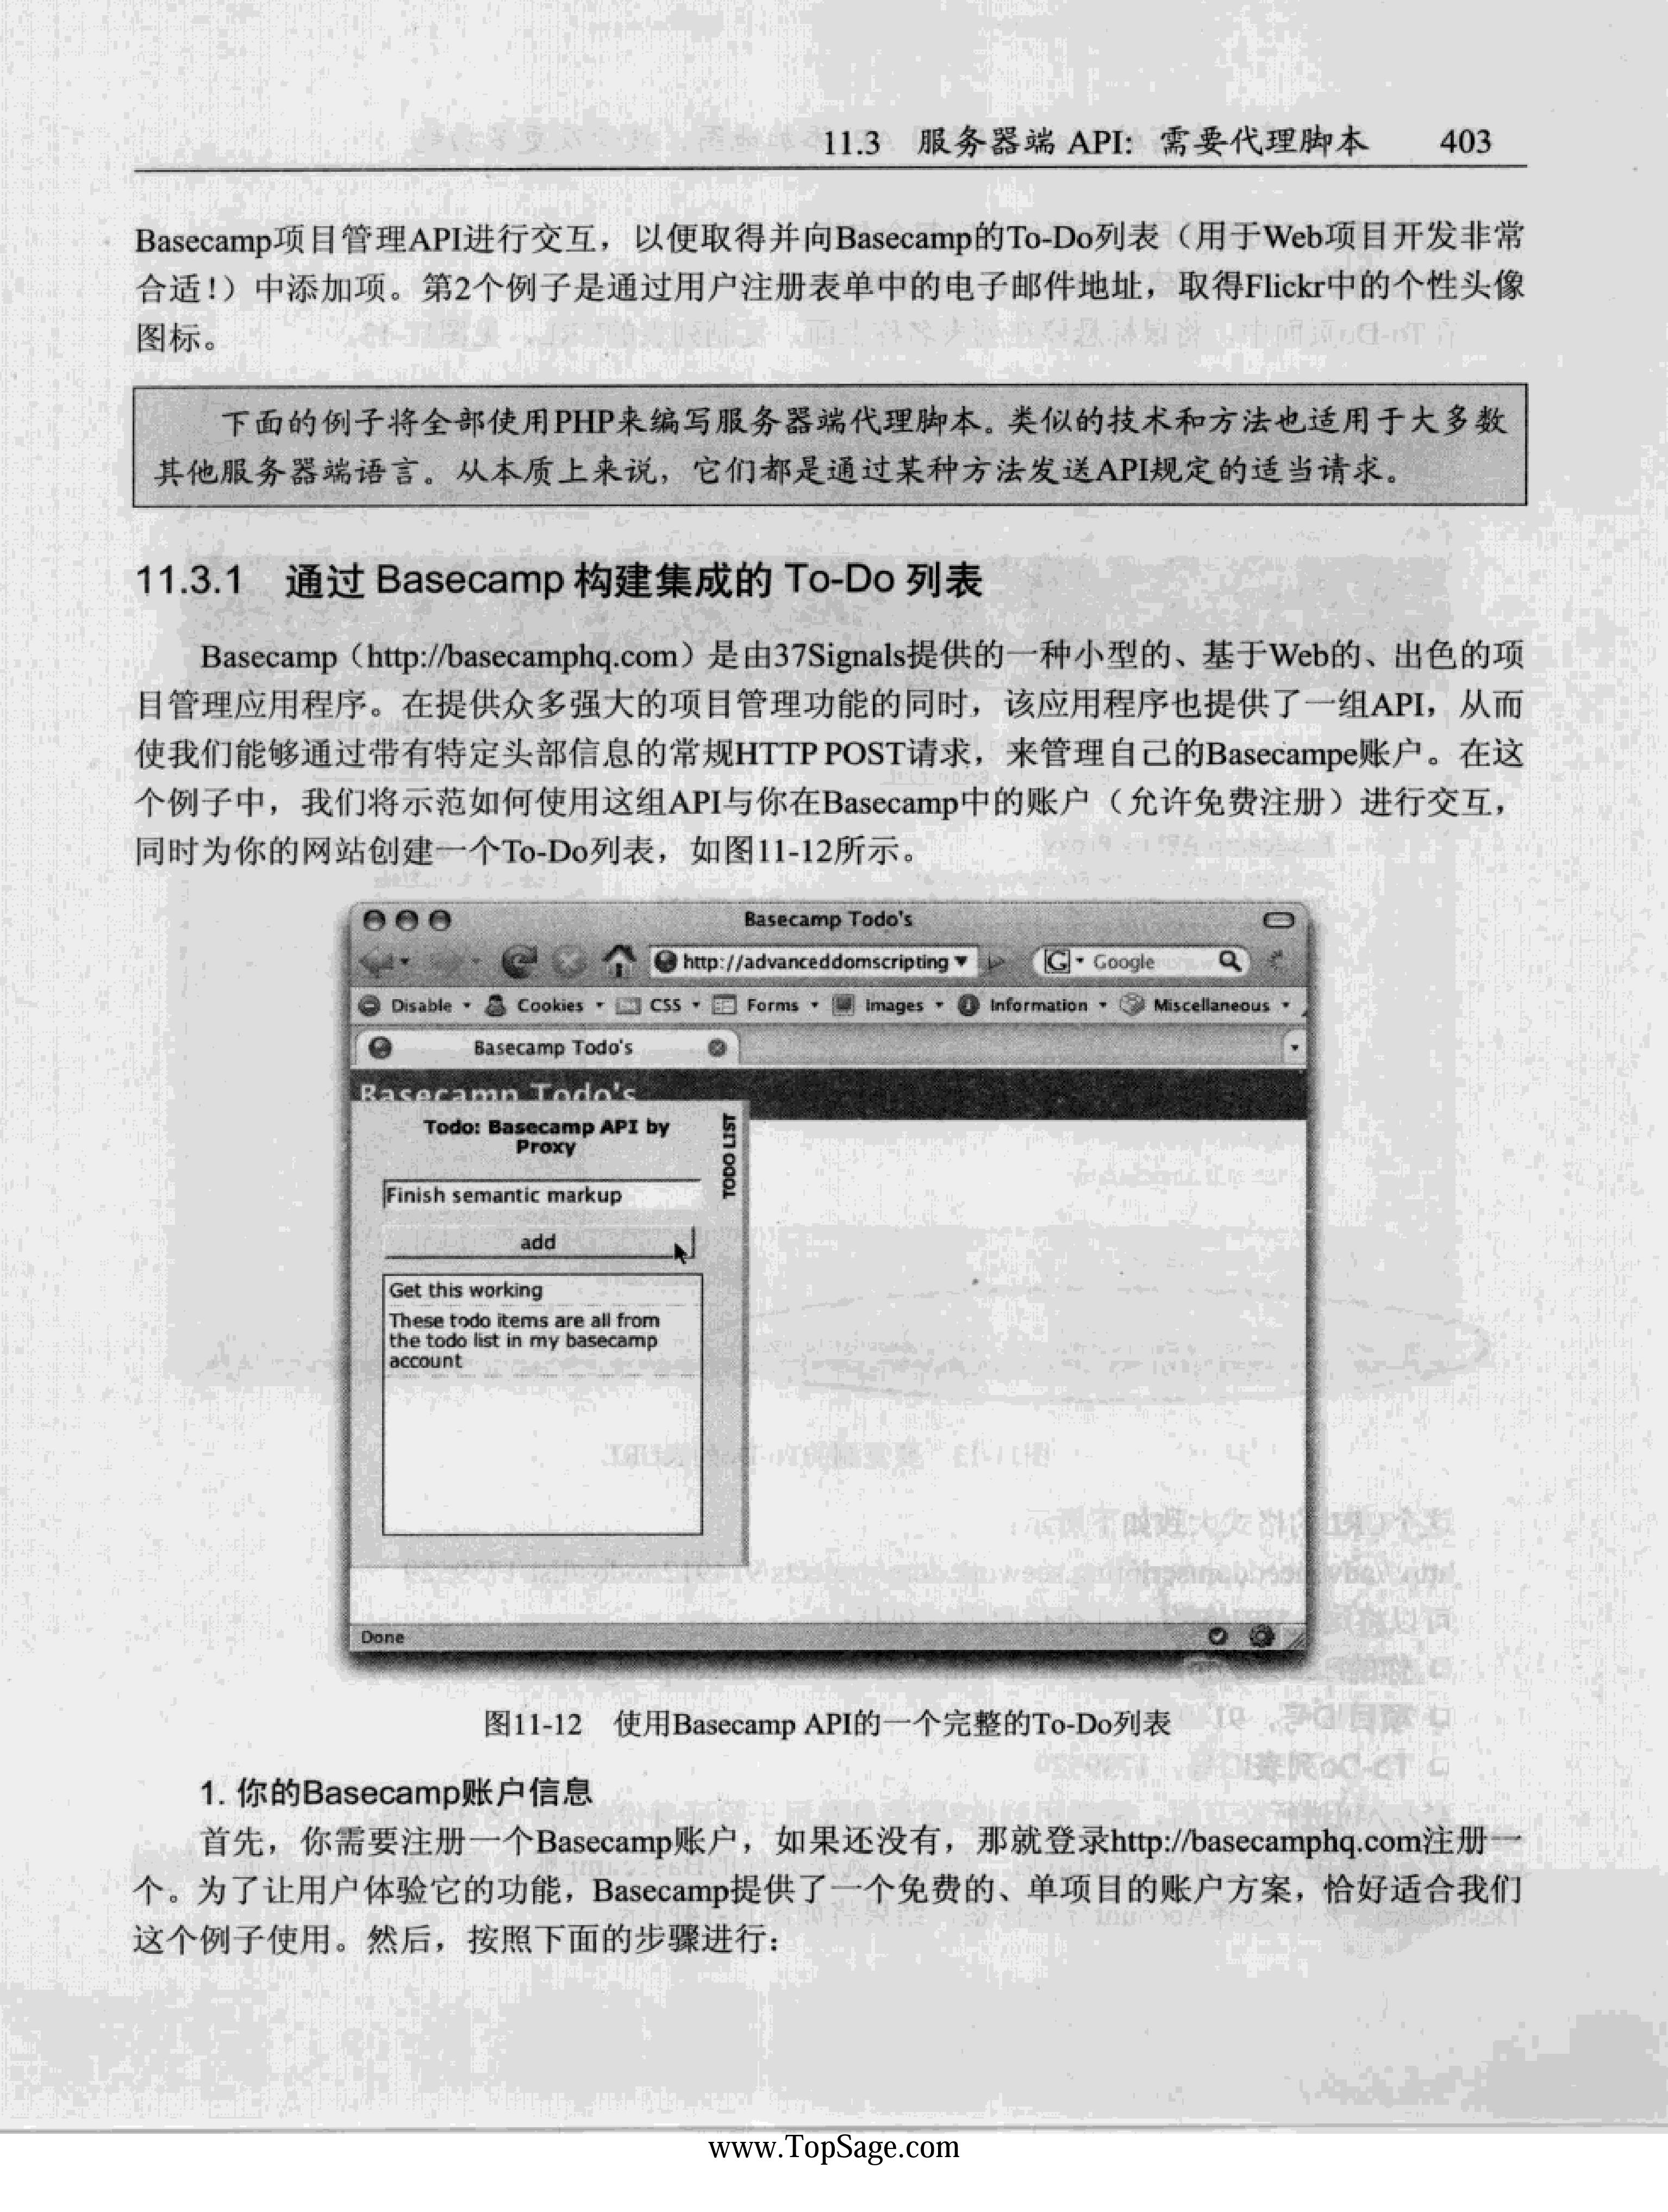 11.3 服务器端 API：需要代理脚本 403
Basecamp项目管理API进行交互，以便取得并向Basecamp的To-Do列表（用于Web项目开发非常
合适！）中添加项。第2个例子是通过用户注册表单中的电子邮件地址，取得Flickr中的个性头像
图标。
下面的例子将全部使用PHP来编写服务器端代理脚本。类似的技术和方法也适用于大多数
其他服务器端语言。从本质上来说，它们都是通过某种方法发送API规定的适当请求。
11.3.1 通过 Basecamp 构建集成的 To-Do 列表
Basecamp（http://basecamphq.com）是由37Signals提供的一种小型的、基于Web的、出色的项
目管理应用程序。在提供众多强大的项目管理功能的同时，该应用程序也提供了一组API，从而
使我们能够通过带有特定头部信息的常规HTTP POST请求，来管理自己的Basecampe账户。在这
个例子中，我们将示范如何使用这组API与你在Basecamp中的账户（允许免费注册）进行交互，
同时为你的网站创建一个To-Do列表，如图11-12所示。
Basecamp Todo's
http://advanceddomscripting
Google
Disable Cookies CSS Forms Images Information Miscellaneous
Basecamp Todo's
Basecamp Todo's
Todo: Basecamp API by
Proxy
TODO LIST
Finish semantic markup
add
Get this working
These todo items are all from
the todo list in my basecamp
account
Done
图11-12 使用Basecamp API的一个完整的To-Do列表
1. 你的Basecamp账户信息
首先，你需要注册一个Basecamp账户，如果还没有，那就登录http://basecamphq.com注册一
个。为了让用户体验它的功能，Basecamp提供了一个免费的、单项目的账户方案，恰好适合我们
这个例子使用。然后，按照下面的步骤进行：
www.TopSage.com